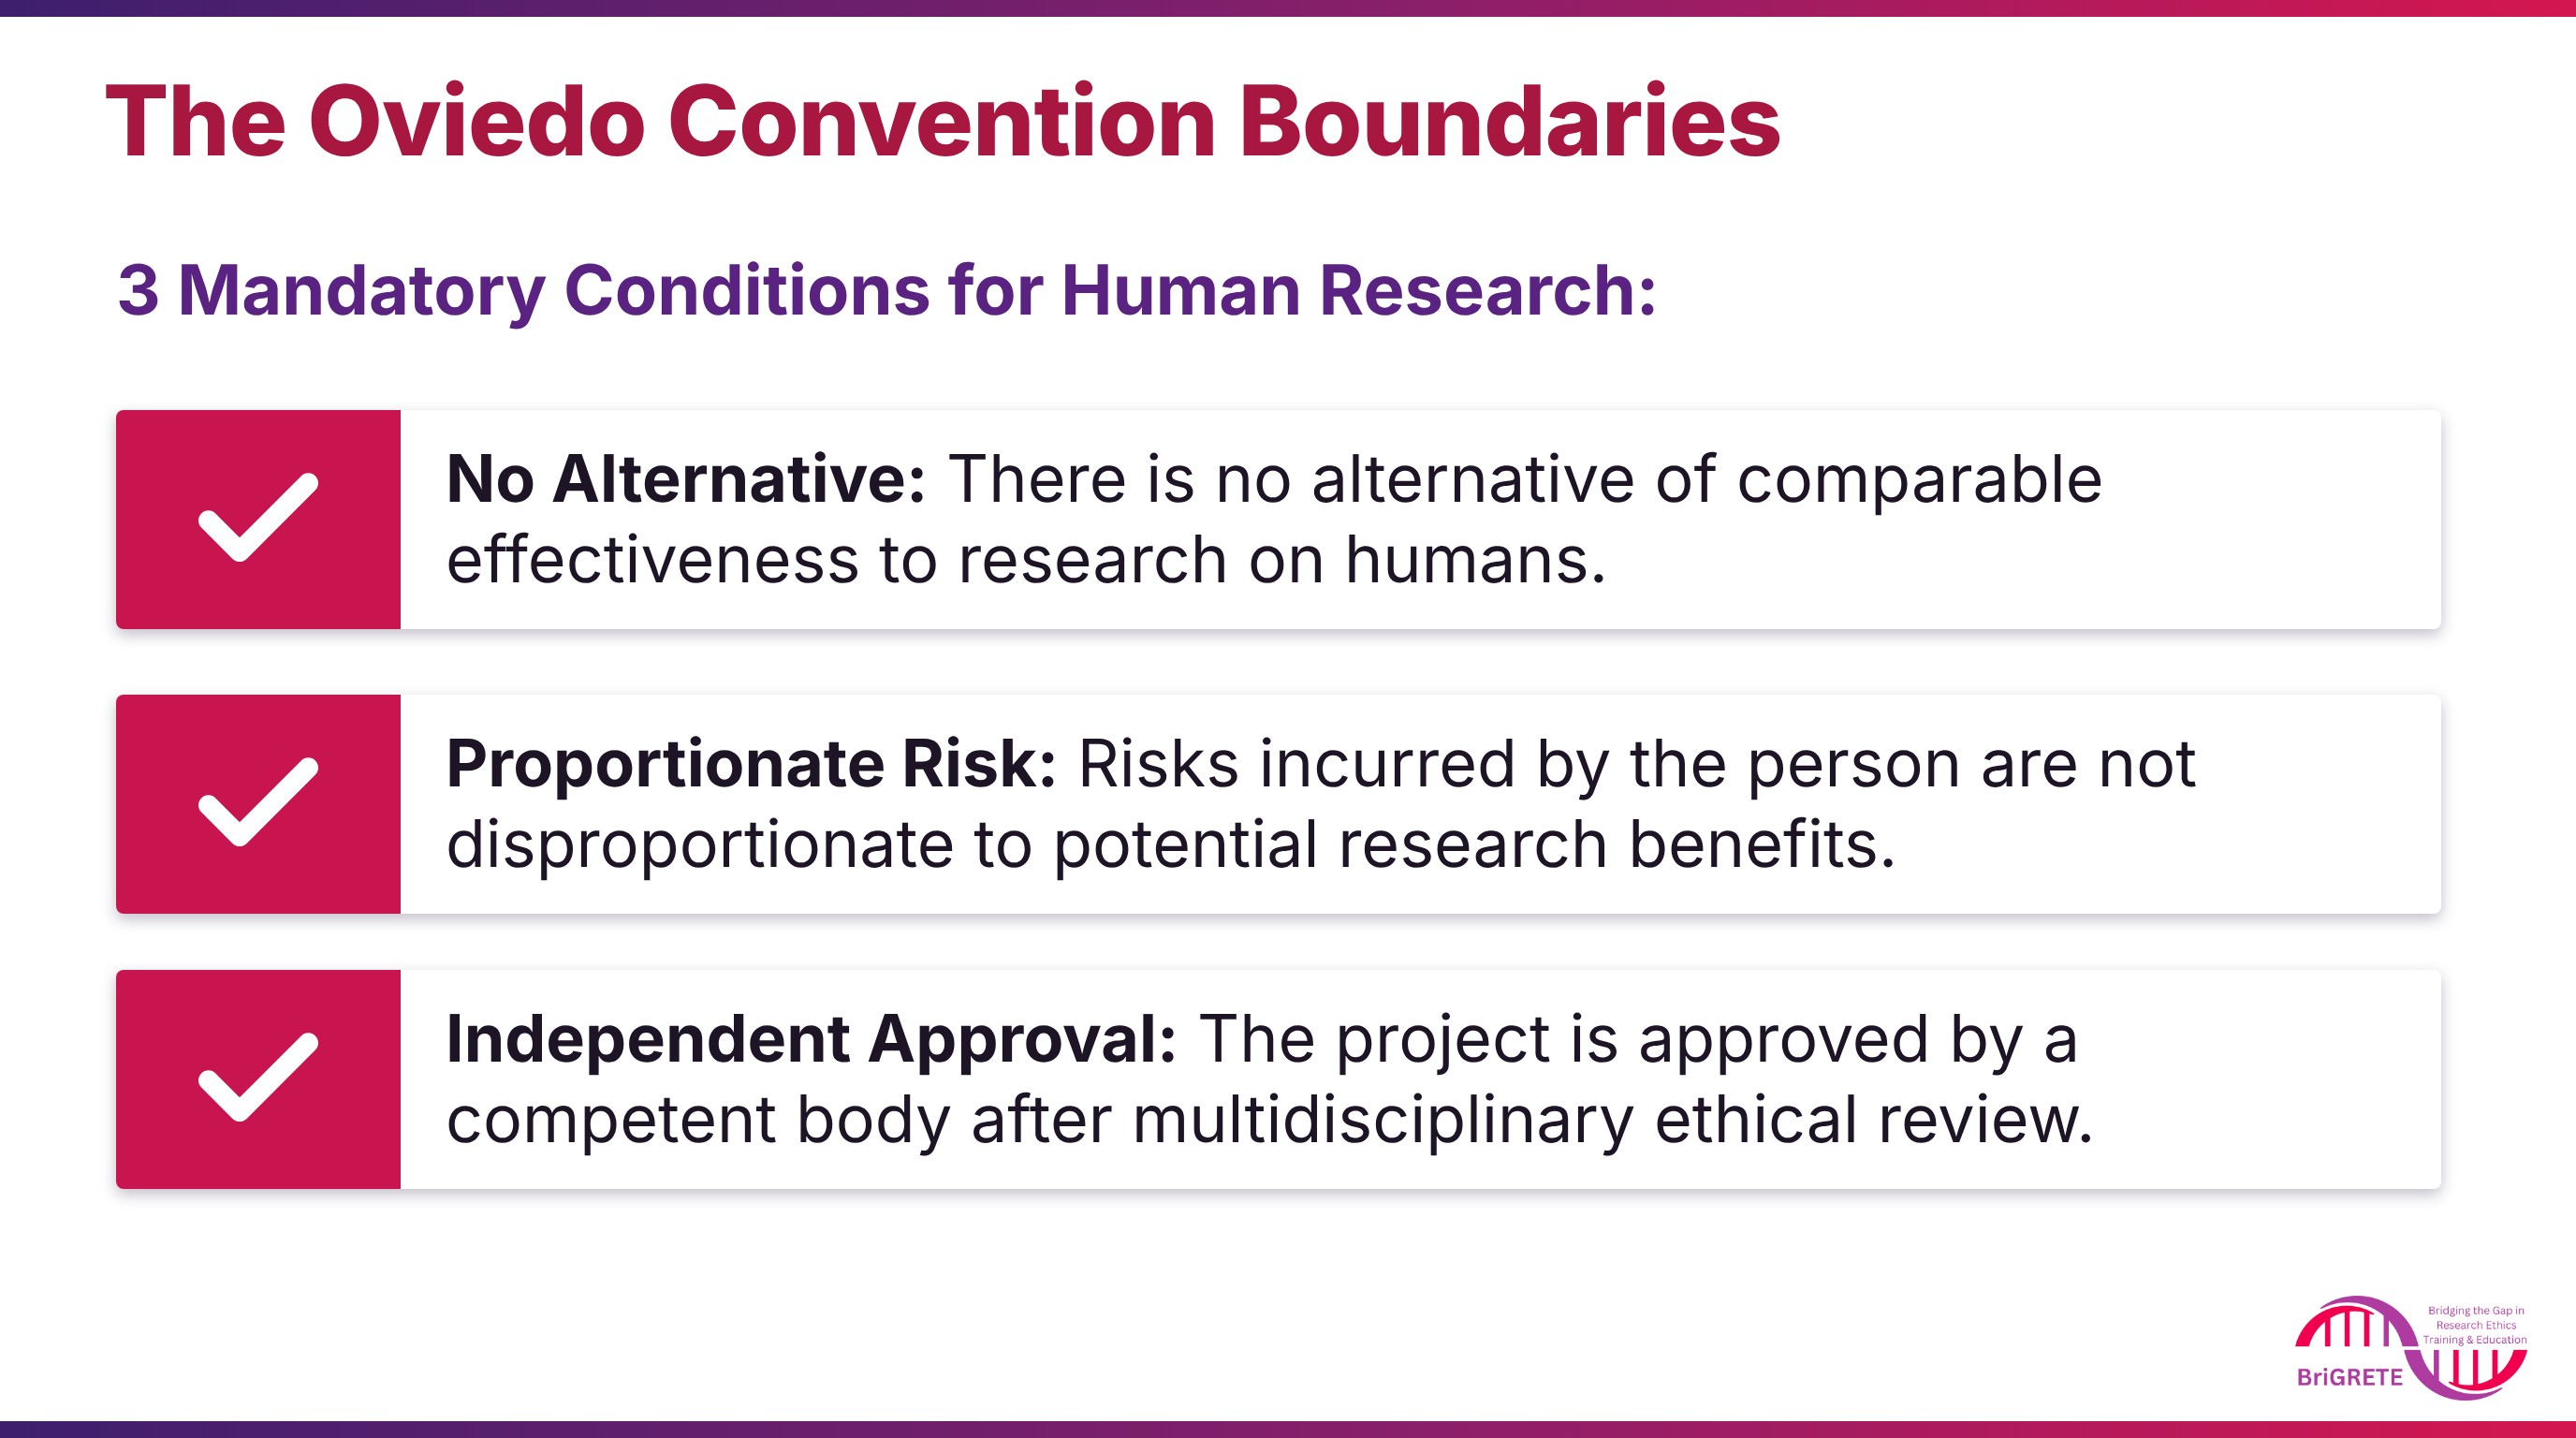 The Oviedo Convention Boundaries
3 Mandatory Conditions for Human Research:
No Alternative: There is no alternative of comparable
effectiveness to research on humans.
Proportionate Risk: Risks incurred by the person are not
disproportionate to potential research benefits.
Independent Approval: The project is approved by a
competent body after multidisciplinary ethical review.
Bridging the Gap in
Research Ethics
Training & Education
BriGRETE